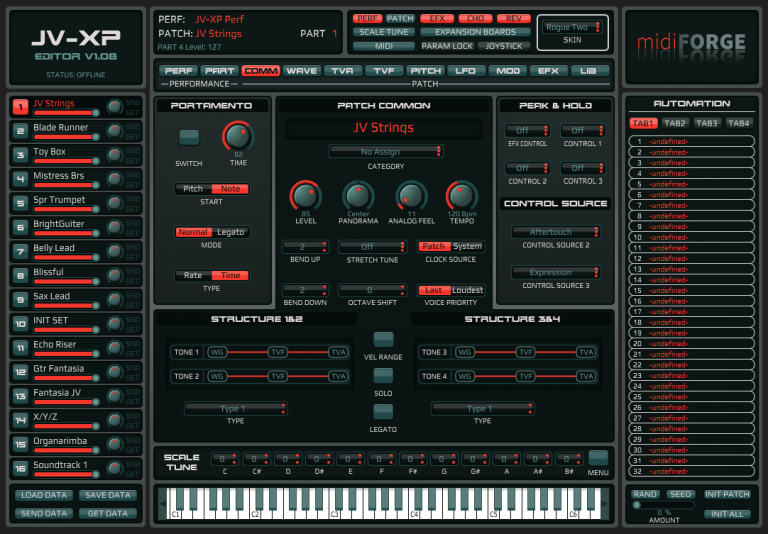 JV-XP
EDITOR V1.08
STATUS: OFFLINE
PERF: JV-XP Perf
PATCH: JV Strings PART 1
PART 4 Level: 127
PERF PATCH EFX CHO REV
SCALE TUNE EXPANSION BOARDS
MIDI PARAM LOCK JOYSTICK
Rogue Two
SKIN
midiFORGE
PERF PART COMM WAVE TVA TVF PITCH LFO MOD EFX LIB
PERFORMANCE PATCH
1 JV Strings SEND GET
2 Blade Runner SEND GET
3 Toy Box SEND GET
4 Mistress Brs SEND GET
5 Spr Trumpet SEND GET
6 BrightGuiter SEND GET
7 Belly Lead SEND GET
8 Blissful SEND GET
9 Sax Lead SEND GET
10 INIT SET SEND GET
11 Echo Riser SEND GET
12 Gtr Fantasia SEND GET
13 Fantasia JV SEND GET
14 X/Y/Z SEND GET
15 Organarimba SEND GET
16 Soundtrack 1 SEND GET
LOAD DATA SAVE DATA
SEND DATA GET DATA
PORTAMENTO
SWITCH
82
TIME
Pitch Note
START
Normal Legato
MODE
Rate Time
TYPE
PATCH COMMON
JV Strings
No Assign
CATEGORY
85 Center 11 120 Bpm
LEVEL PANORAMA ANALOG FEEL TEMPO
2 Off Patch System
BEND UP STRETCH TUNE CLOCK SOURCE
2 0 Last Loudest
BEND DOWN OCTAVE SHIFT VOICE PRIORITY
PEAK & HOLD
Off Off
EFX CONTROL CONTROL 1
Off Off
CONTROL 2 CONTROL 3
CONTROL SOURCE
Aftertouch
CONTROL SOURCE 2
Expression
CONTROL SOURCE 3
STRUCTURE 1&2
TONE 1 WG TVF TVA
TONE 2 WG TVF TVA
Type 1
TYPE
VEL RANGE
SOLO
LEGATO
STRUCTURE 3&4
TONE 3 WG TVF TVA
TONE 4 WG TVF TVA
Type 1
TYPE
SCALE
TUNE
0 0 0 0 0 0 0 0 0 0 0 0
C C# D D# E F F# G G# A A# B#
MENU
C1 C2 C3 C4 C5 C6
AUTOMATION
TAB1 TAB2 TAB3 TAB4
1 -undefined-
2 -undefined-
3 -undefined-
4 -undefined-
5 -undefined-
6 -undefined-
7 -undefined-
8 -undefined-
9 -undefined-
10 -undefined-
11 -undefined-
12 -undefined-
13 -undefined-
14 -undefined-
15 -undefined-
16 -undefined-
17 -undefined-
18 -undefined-
19 -undefined-
20 -undefined-
21 -undefined-
22 -undefined-
23 -undefined-
24 -undefined-
25 -undefined-
26 -undefined-
27 -undefined-
28 -undefined-
29 -undefined-
30 -undefined-
31 -undefined-
32 -undefined-
RAND SEED INIT PATCH
0 %
AMOUNT INIT ALL